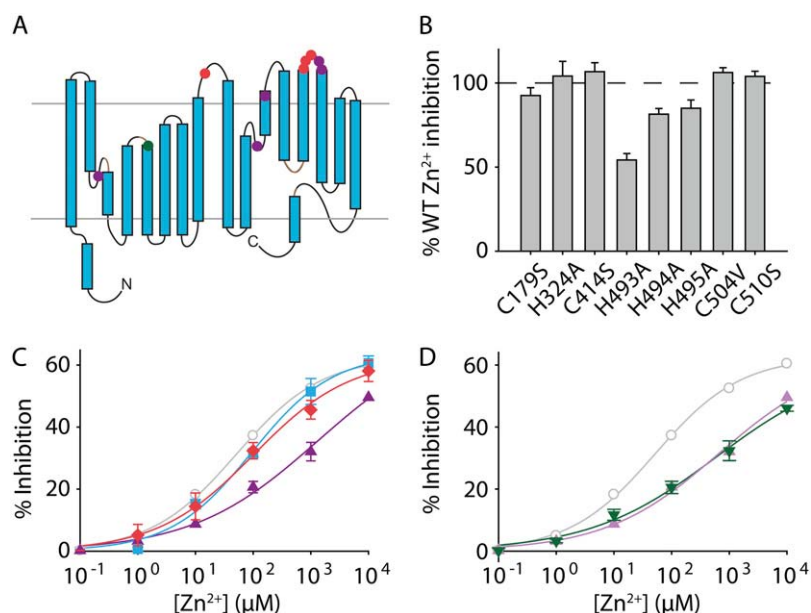 A
N
C
B
% WT Zn²⁺ inhibition
100
50
0
C179S
H324A
C414S
H493A
H494A
H495A
C504V
C510S
C
% Inhibition
60
40
20
0
10⁻¹ 10⁰ 10¹ 10² 10³ 10⁴
[Zn²⁺] (µM)
D
% Inhibition
60
40
20
0
10⁻¹ 10⁰ 10¹ 10² 10³ 10⁴
[Zn²⁺] (µM)